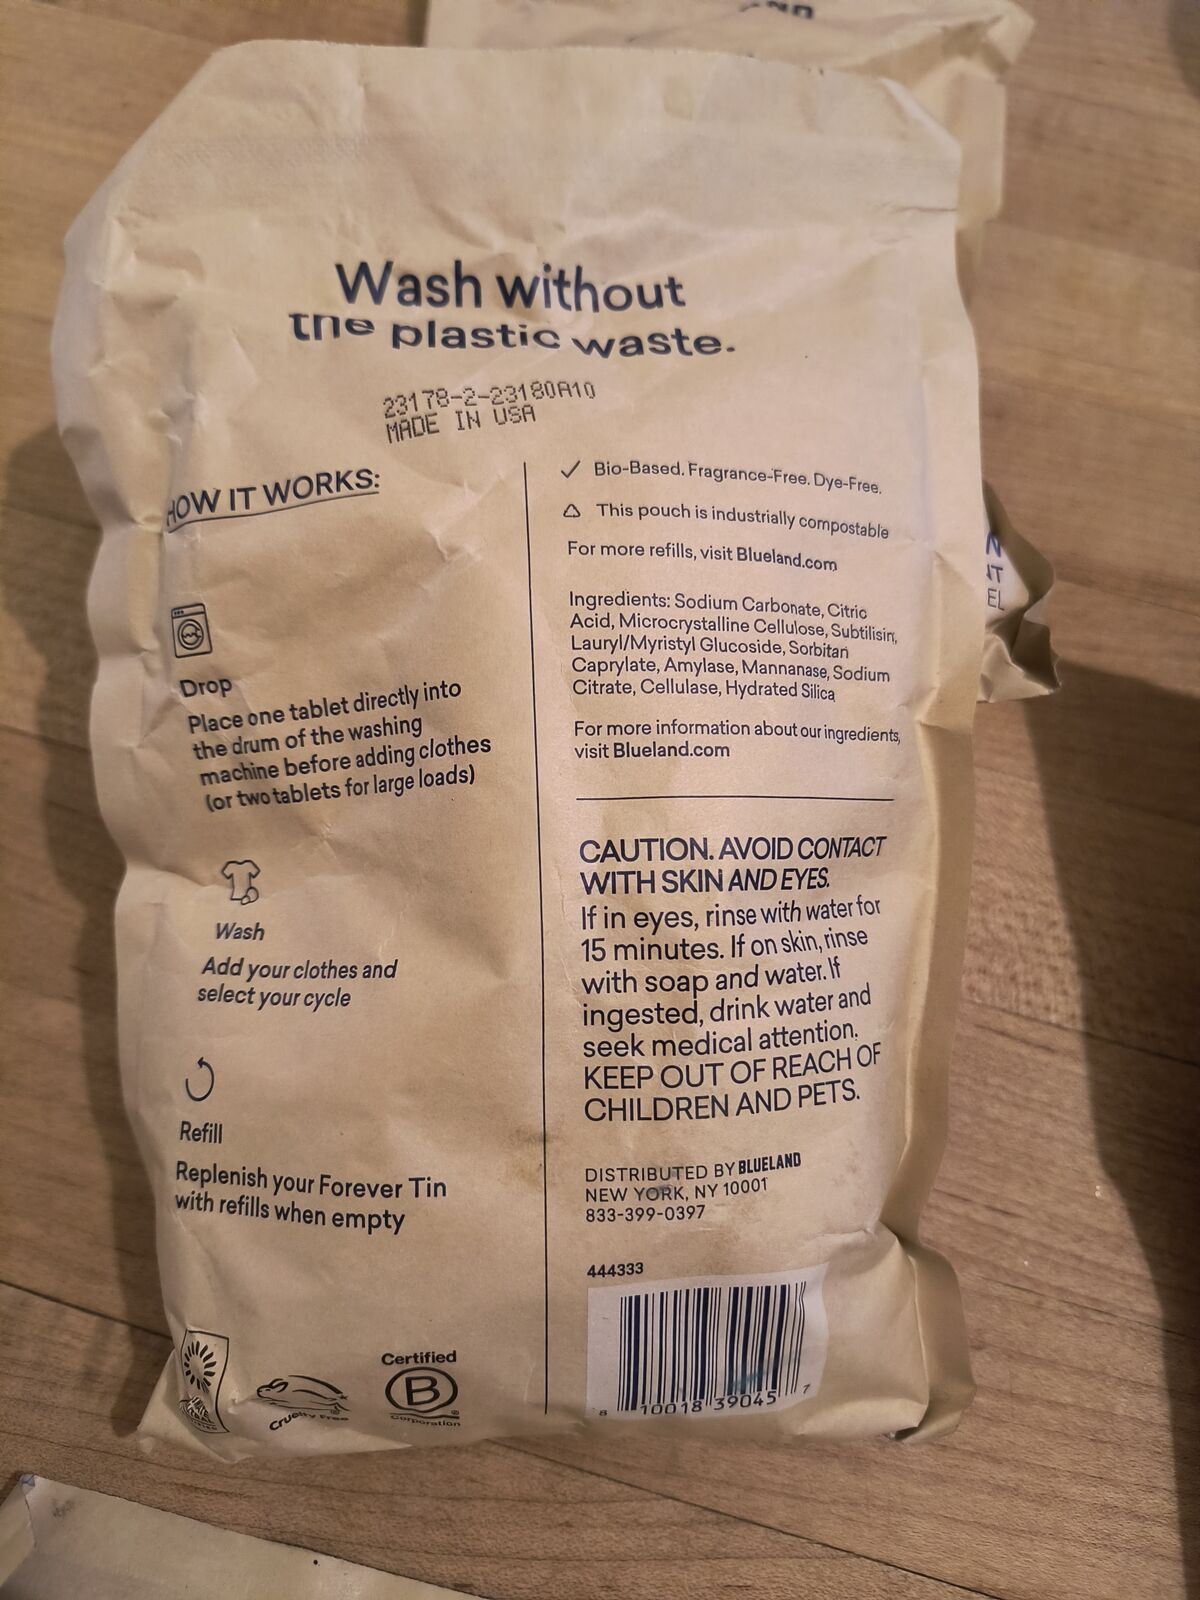 Wash without
the plastic waste.
23178-2-23180A10
MADE IN USA
HOW IT WORKS:
Drop
Place one tablet directly into
the drum of the washing
machine before adding clothes
(or two tablets for large loads)
Wash
Add your clothes and
select your cycle
Refill
Replenish your Forever Tin
with refills when empty
Cruelty Free
Certified
B
Corporation
Bio-Based. Fragrance-Free. Dye-Free.
This pouch is industrially compostable
For more refills, visit Blueland.com
Ingredients: Sodium Carbonate, Citric
Acid, Microcrystalline Cellulose, Subtilisin,
Lauryl/Myristyl Glucoside, Sorbitan
Caprylate, Amylase, Mannanase, Sodium
Citrate, Cellulase, Hydrated Silica
For more information about our ingredients,
visit Blueland.com
CAUTION. AVOID CONTACT
WITH SKIN AND EYES.
If in eyes, rinse with water for
15 minutes. If on skin, rinse
with soap and water. If
ingested, drink water and
seek medical attention.
KEEP OUT OF REACH OF
CHILDREN AND PETS.
DISTRIBUTED BY BLUELAND
NEW YORK, NY 10001
833-399-0397
444333
8 10018 39045 7